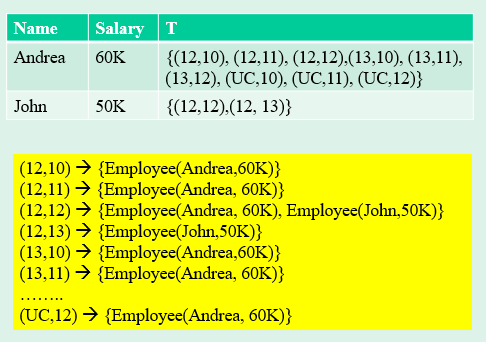 Name Salary T
Andrea 60K {(12,10), (12,11), (12,12),(13,10), (13,11),
(13,12), (UC,10), (UC,11), (UC,12)}
John 50K {(12,12),(12, 13)}
(12,10) → {Employee(Andrea,60K)}
(12,11) → {Employee(Andrea, 60K)}
(12,12) → {Employee(Andrea, 60K), Employee(John,50K)}
(12,13) → {Employee(John,50K)}
(13,10) → {Employee(Andrea,60K)}
(13,11) → {Employee(Andrea, 60K)}
……..
(UC,12) → {Employee(Andrea, 60K)}